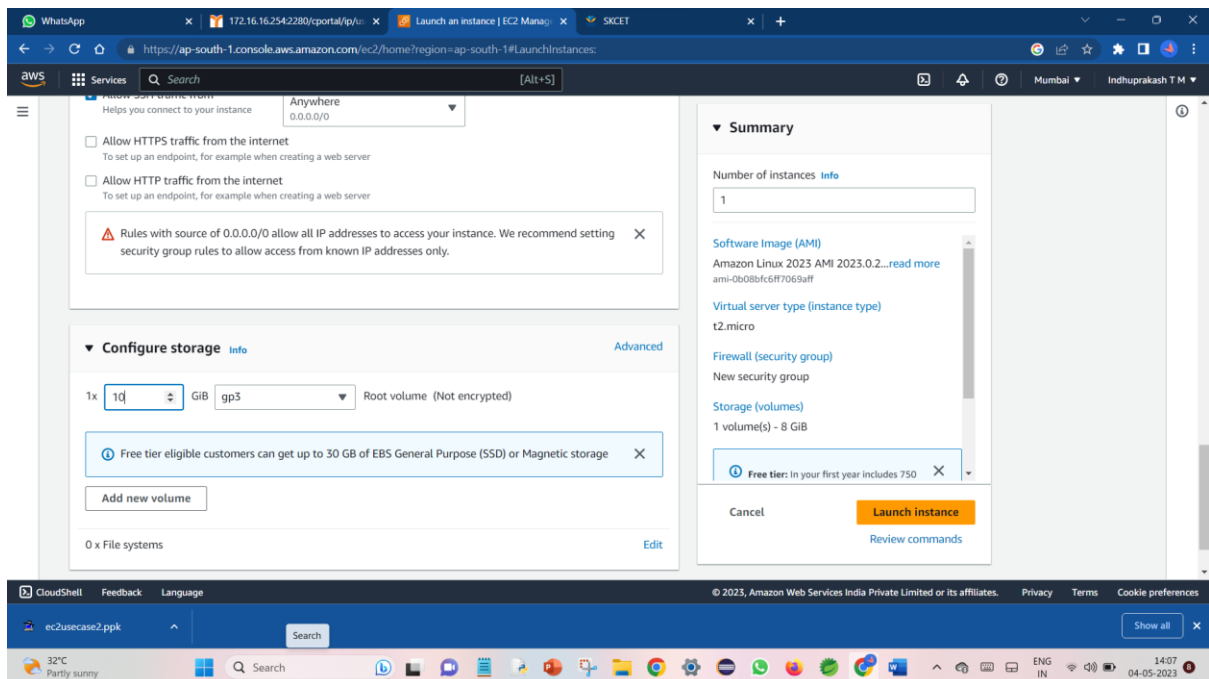 WhatsApp
172.16.16.254:2280/cportal/ip/us
Launch an instance | EC2 Manag
SKCET
https://ap-south-1.console.aws.amazon.com/ec2/home?region=ap-south-1#LaunchInstances:
aws
Services
Search
[Alt+S]
Mumbai
Indhuprakash T M
Allow SSH traffic from
Helps you connect to your instance
Anywhere
0.0.0.0/0
Allow HTTPS traffic from the internet
To set up an endpoint, for example when creating a web server
Allow HTTP traffic from the internet
To set up an endpoint, for example when creating a web server
Rules with source of 0.0.0.0/0 allow all IP addresses to access your instance. We recommend setting
security group rules to allow access from known IP addresses only.
Configure storage Info
Advanced
1x 10 GiB gp3 Root volume (Not encrypted)
Free tier eligible customers can get up to 30 GB of EBS General Purpose (SSD) or Magnetic storage
Add new volume
0 x File systems
Edit
Summary
Number of instances Info
1
Software Image (AMI)
Amazon Linux 2023 AMI 2023.0.2...read more
ami-0b08bfc6ff7069aff
Virtual server type (instance type)
t2.micro
Firewall (security group)
New security group
Storage (volumes)
1 volume(s) - 8 GiB
Free tier: In your first year includes 750
Cancel
Launch instance
Review commands
CloudShell
Feedback
Language
© 2023, Amazon Web Services India Private Limited or its affiliates.
Privacy
Terms
Cookie preferences
ec2usecase2.ppk
Search
Show all
32°C
Partly sunny
Search
ENG
IN
14:07
04-05-2023
8